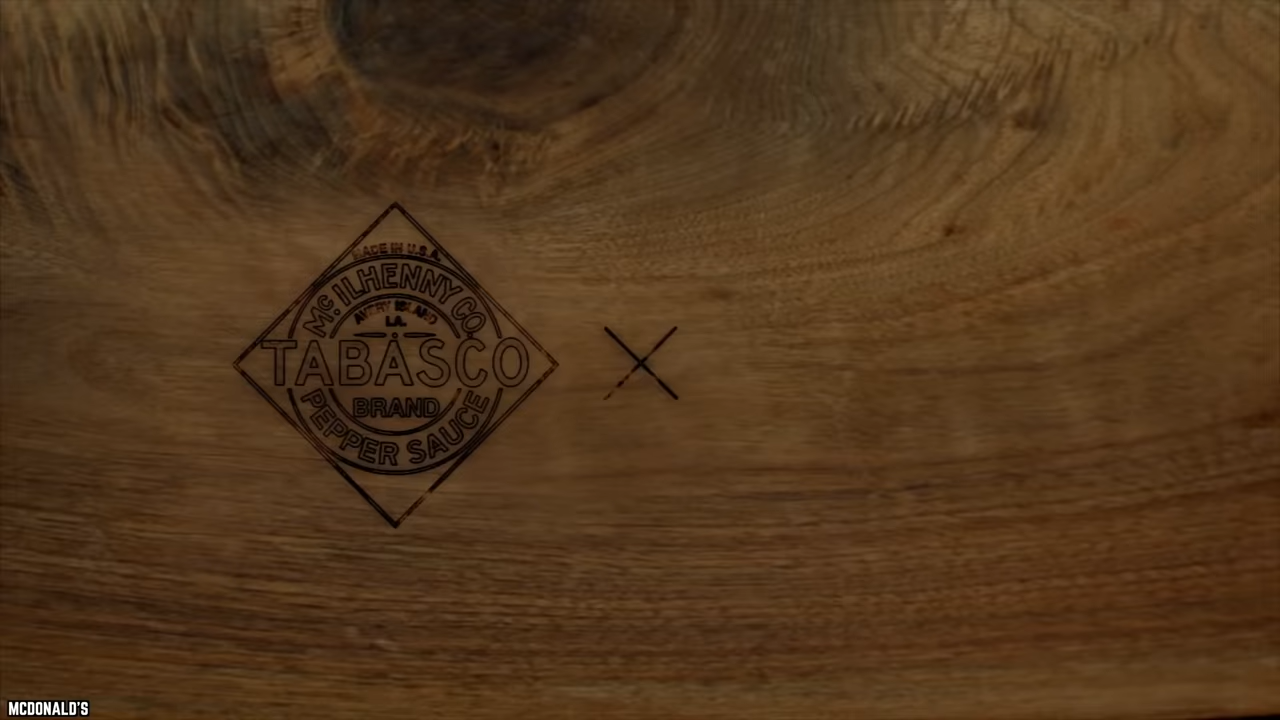 MADE IN U.S.A.
McILHENNY CO.
AVERY ISLAND
LA.
TABASCO
BRAND
PEPPER SAUCE
X
MCDONALD'S